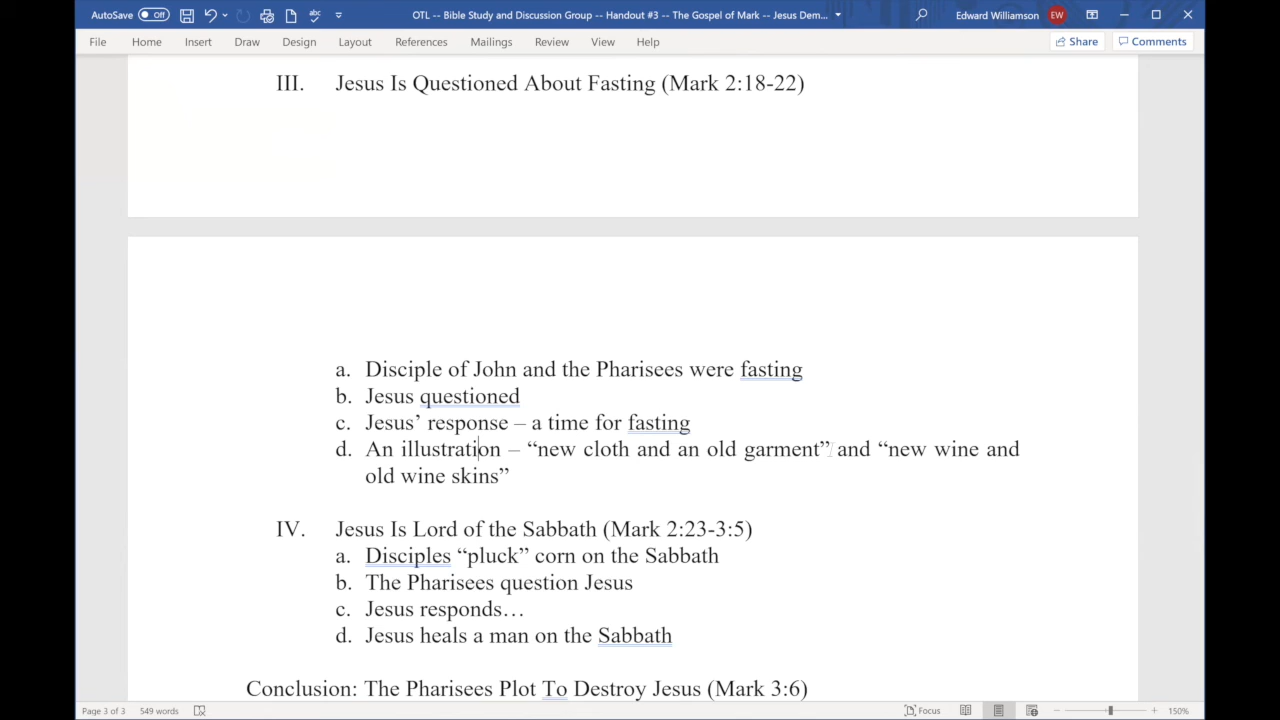 AutoSave Off OTL -- Bible Study and Discussion Group -- Handout #3 -- The Gospel of Mark -- Jesus Dem... Edward Williamson EW
File Home Insert Draw Design Layout References Mailings Review View Help Share Comments
III. Jesus Is Questioned About Fasting (Mark 2:18-22)
a. Disciple of John and the Pharisees were fasting
b. Jesus questioned
c. Jesus’ response – a time for fasting
d. An illustration – “new cloth and an old garment” and “new wine and
old wine skins”
IV. Jesus Is Lord of the Sabbath (Mark 2:23-3:5)
a. Disciples “pluck” corn on the Sabbath
b. The Pharisees question Jesus
c. Jesus responds…
d. Jesus heals a man on the Sabbath
Conclusion: The Pharisees Plot To Destroy Jesus (Mark 3:6)
Page 3 of 3 549 words Focus 150%